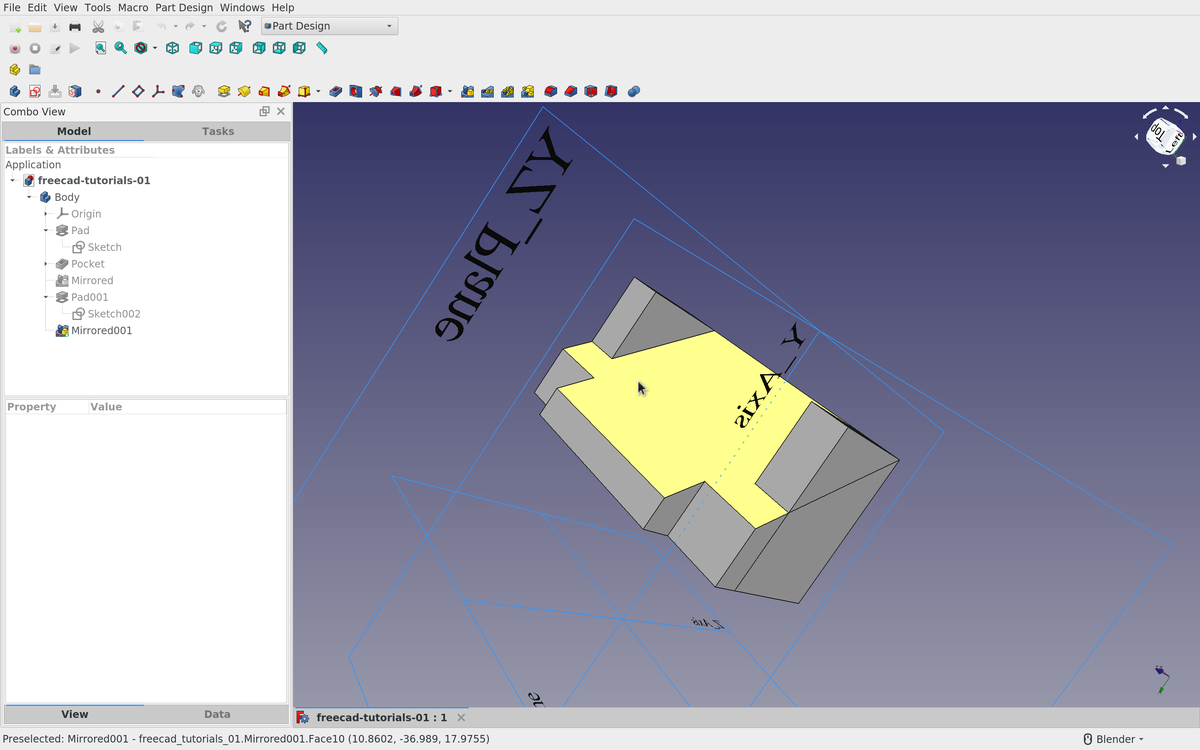 File Edit View Tools Macro Part Design Windows Help
Part Design
Combo View
Model Tasks
Labels & Attributes
Application
freecad-tutorials-01
Body
Origin
Pad
Sketch
Pocket
Mirrored
Pad001
Sketch002
Mirrored001
Property Value
View Data
YZ_Plane
Y_Axis
Z_Axis
Top
Left
freecad-tutorials-01 : 1
Preselected: Mirrored001 - freecad_tutorials_01.Mirrored001.Face10 (10.8602, -36.989, 17.9755)
Blender